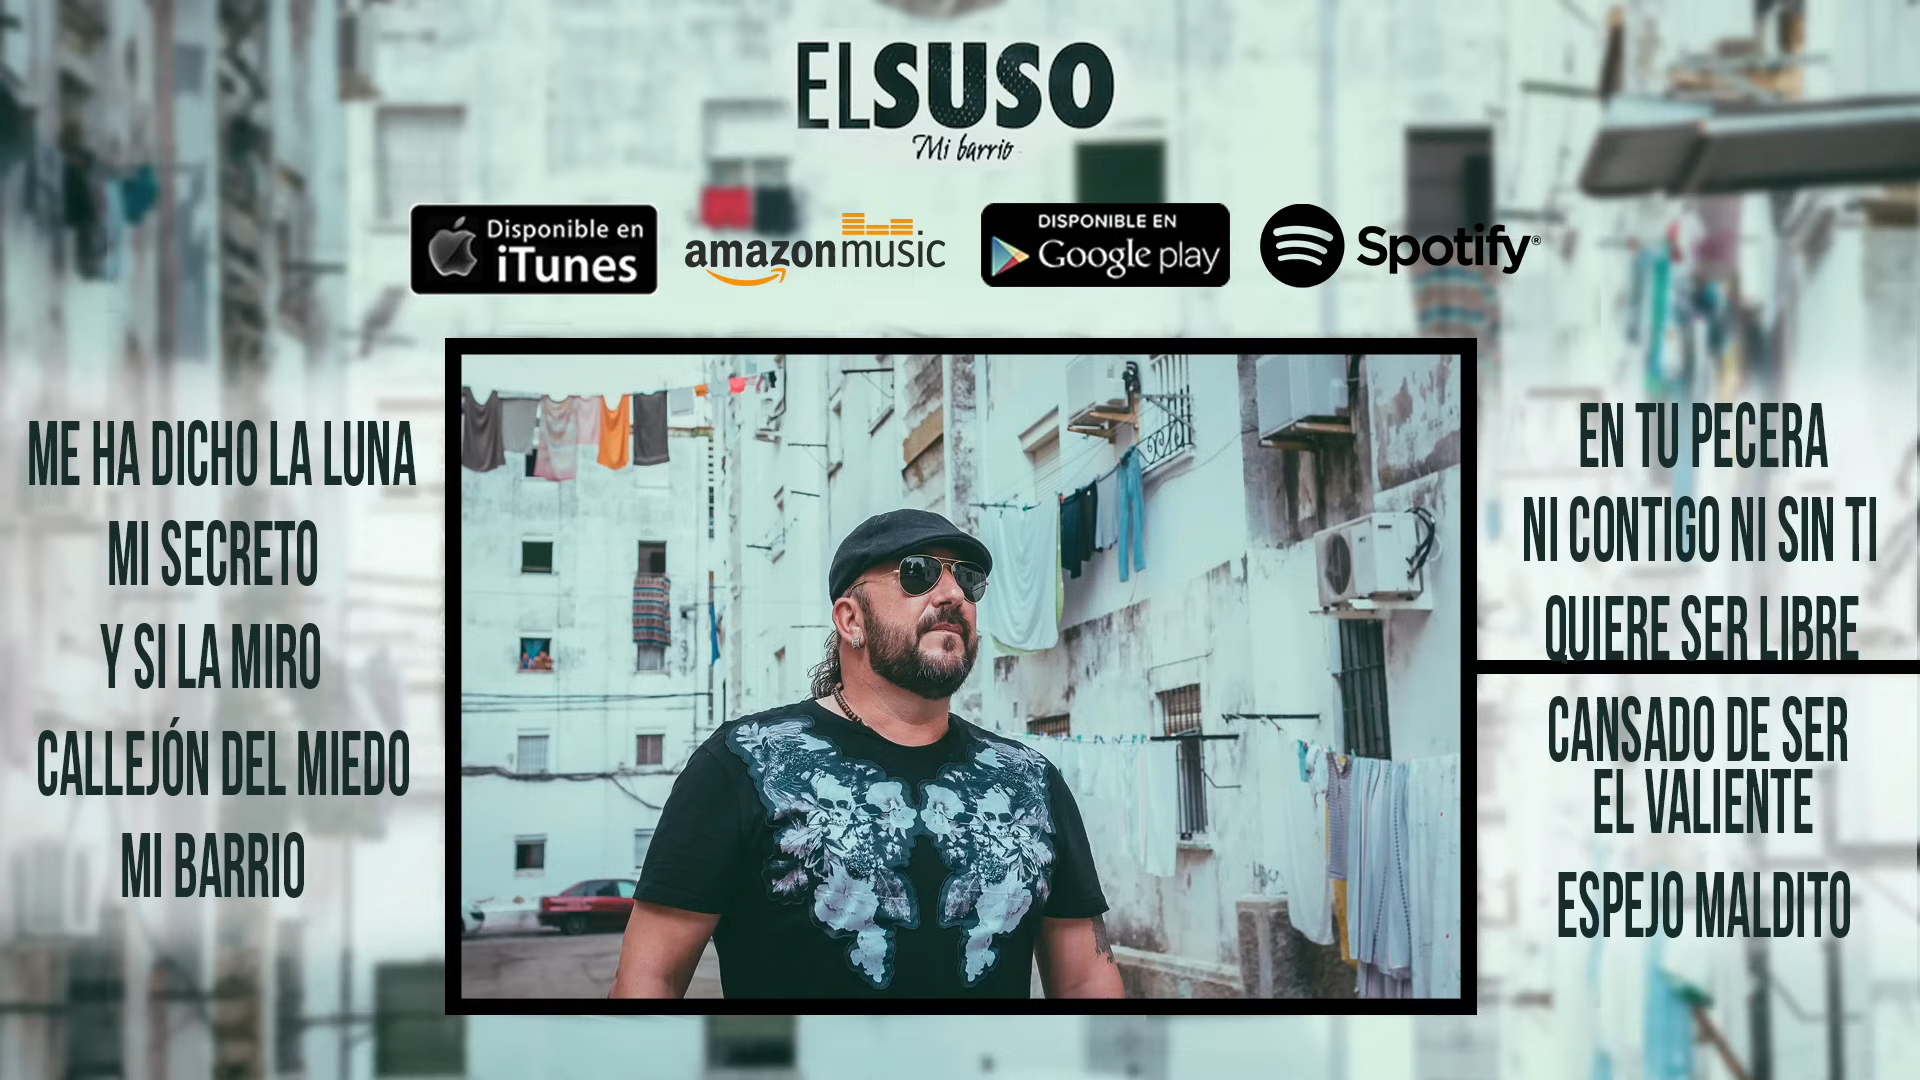 ELSUSO
Mi barrio
Disponible en
iTunes
amazonmusic
DISPONIBLE EN
Google play
Spotify®
ME HA DICHO LA LUNA
MI SECRETO
Y SI LA MIRO
CALLEJÓN DEL MIEDO
MI BARRIO
EN TU PECERA
NI CONTIGO NI SIN TI
QUIERE SER LIBRE
CANSADO DE SER
EL VALIENTE
ESPEJO MALDITO